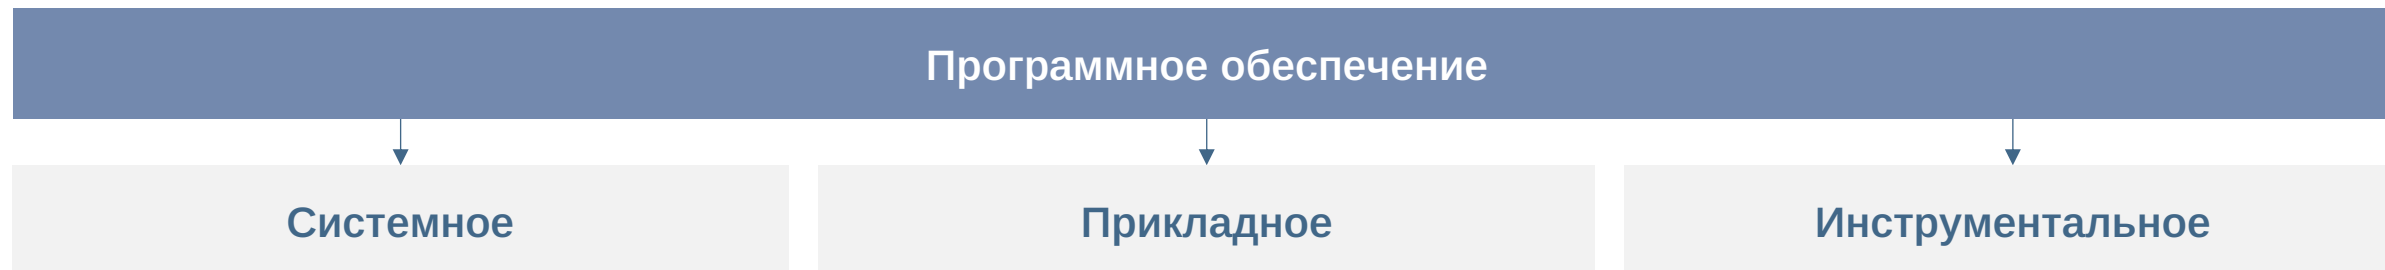 Программное обеспечение
Системное
Прикладное
Инструментальное